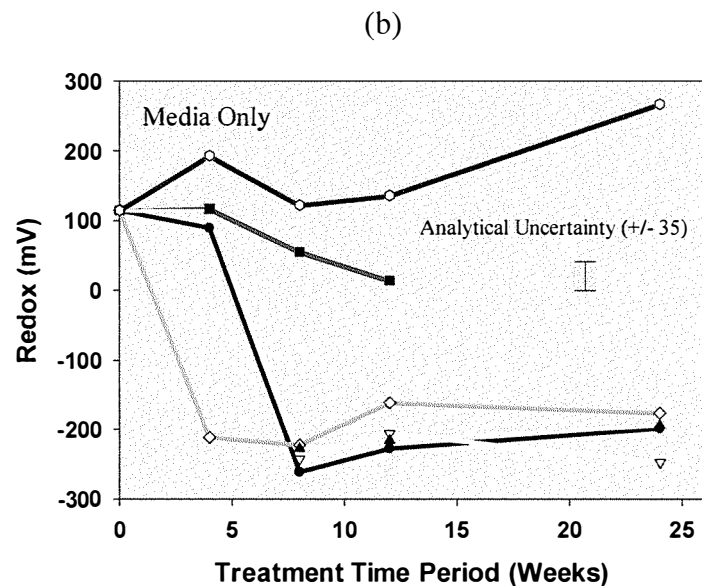 (b)
300
Media Only
200
100
Analytical Uncertainty (+/- 35)
0
-100
-200
-300
Redox (mV)
0 5 10 15 20 25
Treatment Time Period (Weeks)